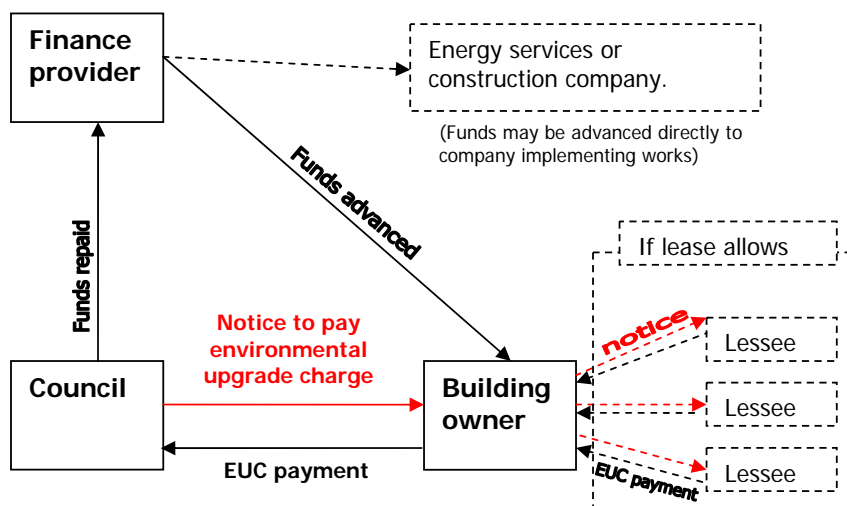 Finance
provider
Energy services or
construction company.
(Funds may be advanced directly to
company implementing works)
Funds advanced
Funds repaid
If lease allows
Notice to pay
environmental
upgrade charge
notice
Lessee
Council
Building
owner
Lessee
EUC payment
EUC payment
Lessee